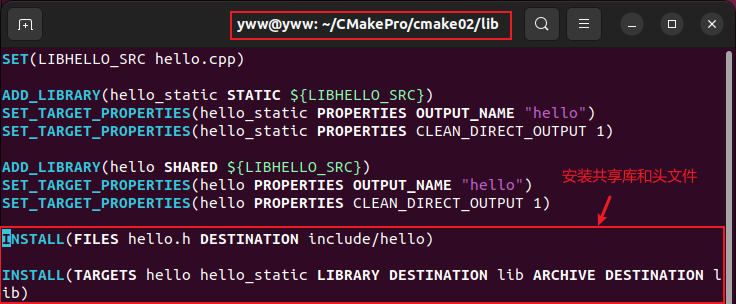 yww@yww: ~/CMakePro/cmake02/lib
SET(LIBHELLO_SRC hello.cpp)
ADD_LIBRARY(hello_static STATIC ${LIBHELLO_SRC})
SET_TARGET_PROPERTIES(hello_static PROPERTIES OUTPUT_NAME "hello")
SET_TARGET_PROPERTIES(hello_static PROPERTIES CLEAN_DIRECT_OUTPUT 1)
ADD_LIBRARY(hello SHARED ${LIBHELLO_SRC})
SET_TARGET_PROPERTIES(hello PROPERTIES OUTPUT_NAME "hello")
SET_TARGET_PROPERTIES(hello PROPERTIES CLEAN_DIRECT_OUTPUT 1)
安装共享库和头文件
INSTALL(FILES hello.h DESTINATION include/hello)
INSTALL(TARGETS hello hello_static LIBRARY DESTINATION lib ARCHIVE DESTINATION l
ib)